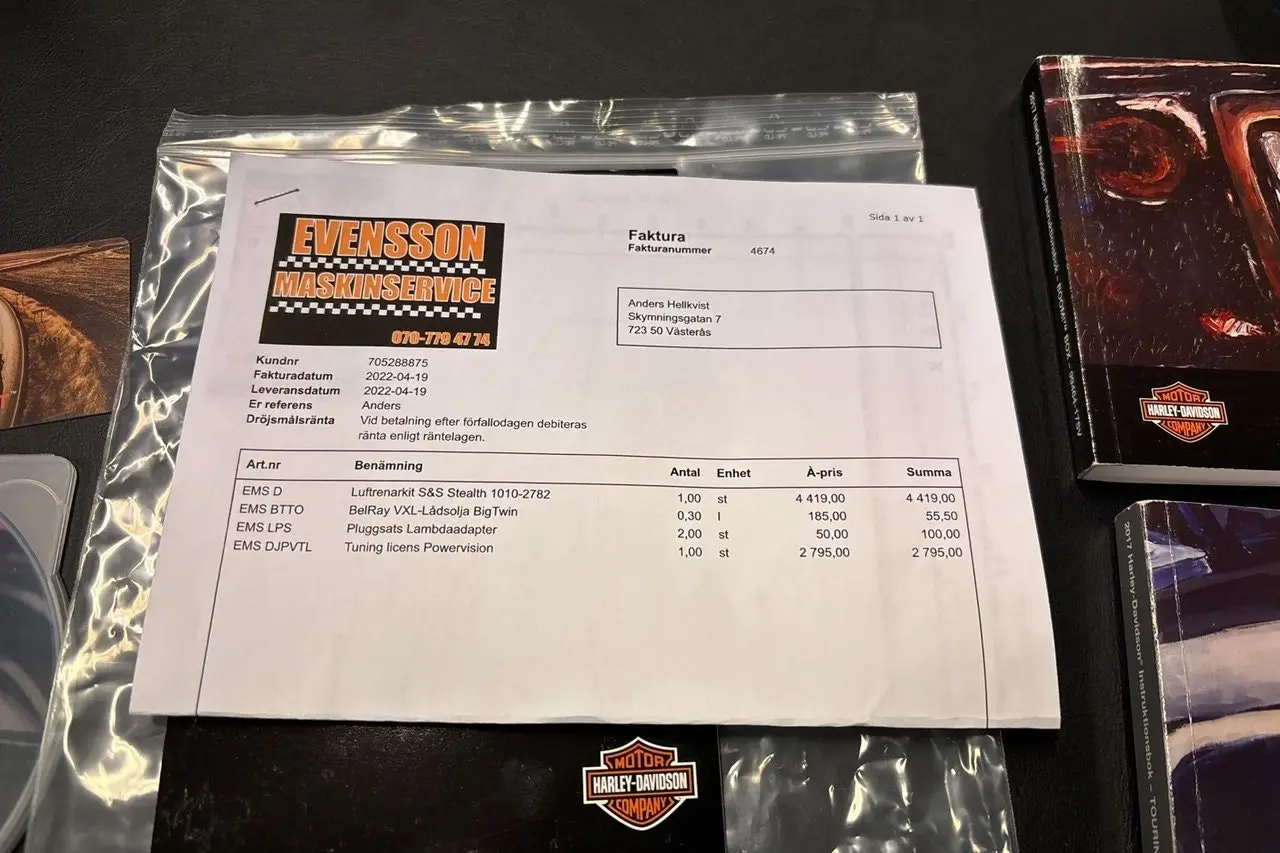 EVENSSON
MASKINSERVICE
070-779 47 74
Sida 1 av 1
Faktura
Fakturanummer 4674
Anders Hellkvist
Skymningsgatan 7
723 50 Västerås
Kundnr 705288875
Fakturadatum 2022-04-19
Leveransdatum 2022-04-19
Er referens Anders
Dröjsmålsränta Vid betalning efter förfallodagen debiteras
ränta enligt räntelagen.
Art.nr Benämning Antal Enhet À-pris Summa
EMS D Luftrenarkit S&S Stealth 1010-2782 1,00 st 4 419,00 4 419,00
EMS BTTO BelRay VXL-Lådsolja BigTwin 0,30 l 185,00 55,50
EMS LPS Pluggsats Lambdaadapter 2,00 st 50,00 100,00
EMS DJPVTL Tuning licens Powervision 1,00 st 2 795,00 2 795,00
MOTOR
HARLEY-DAVIDSON
COMPANY
MOTOR
HARLEY-DAVIDSON
COMPANY
2017 Harley-Davidson Instruktionsbok - TOURIN